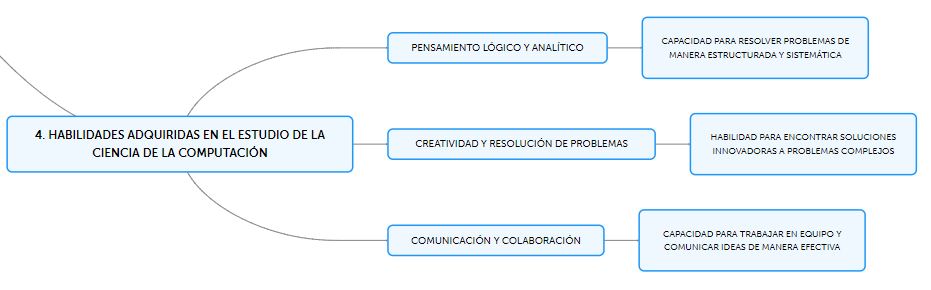 PENSAMIENTO LÓGICO Y ANALÍTICO
CAPACIDAD PARA RESOLVER PROBLEMAS DE
MANERA ESTRUCTURADA Y SISTEMÁTICA
4. HABILIDADES ADQUIRIDAS EN EL ESTUDIO DE LA
CIENCIA DE LA COMPUTACIÓN
CREATIVIDAD Y RESOLUCIÓN DE PROBLEMAS
HABILIDAD PARA ENCONTRAR SOLUCIONES
INNOVADORAS A PROBLEMAS COMPLEJOS
COMUNICACIÓN Y COLABORACIÓN
CAPACIDAD PARA TRABAJAR EN EQUIPO Y
COMUNICAR IDEAS DE MANERA EFECTIVA